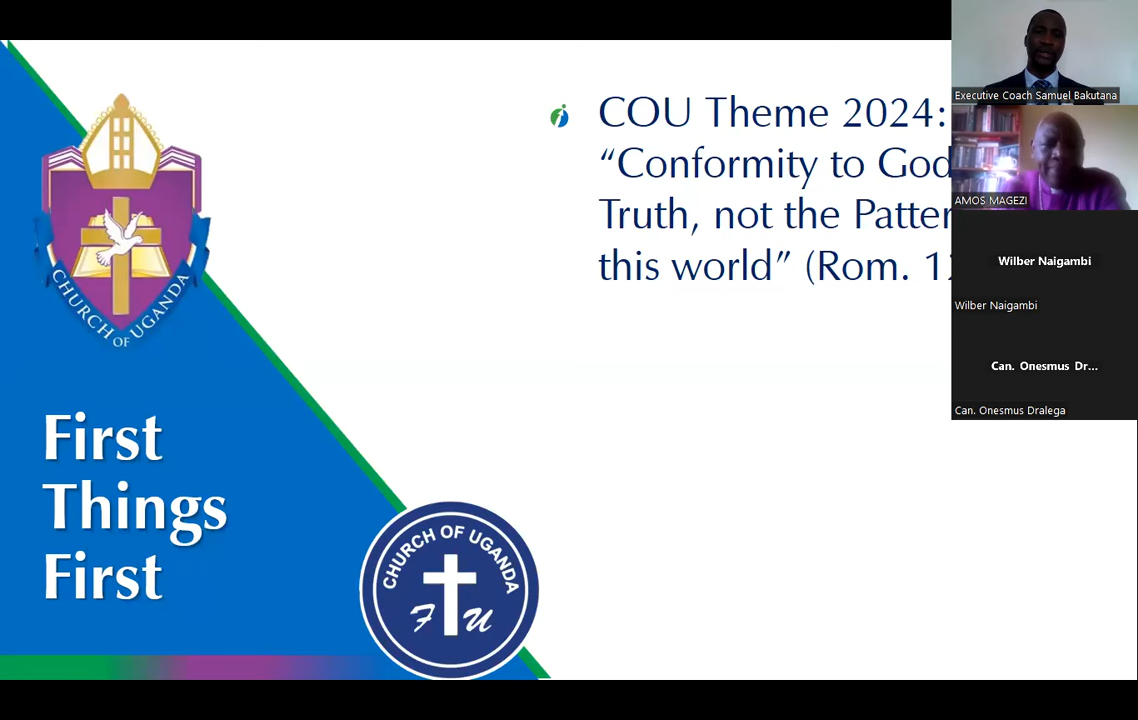 COU Theme 2024:
“Conformity to God
Truth, not the Patter
this world” (Rom. 1
CHURCH OF UGANDA
First
Things
First
CHURCH OF UGANDA
F U
Executive Coach Samuel Bakutana
AMOS MAGEZI
Wilber Naigambi
Wilber Naigambi
Can. Onesmus Dr...
Can. Onesmus Dralega